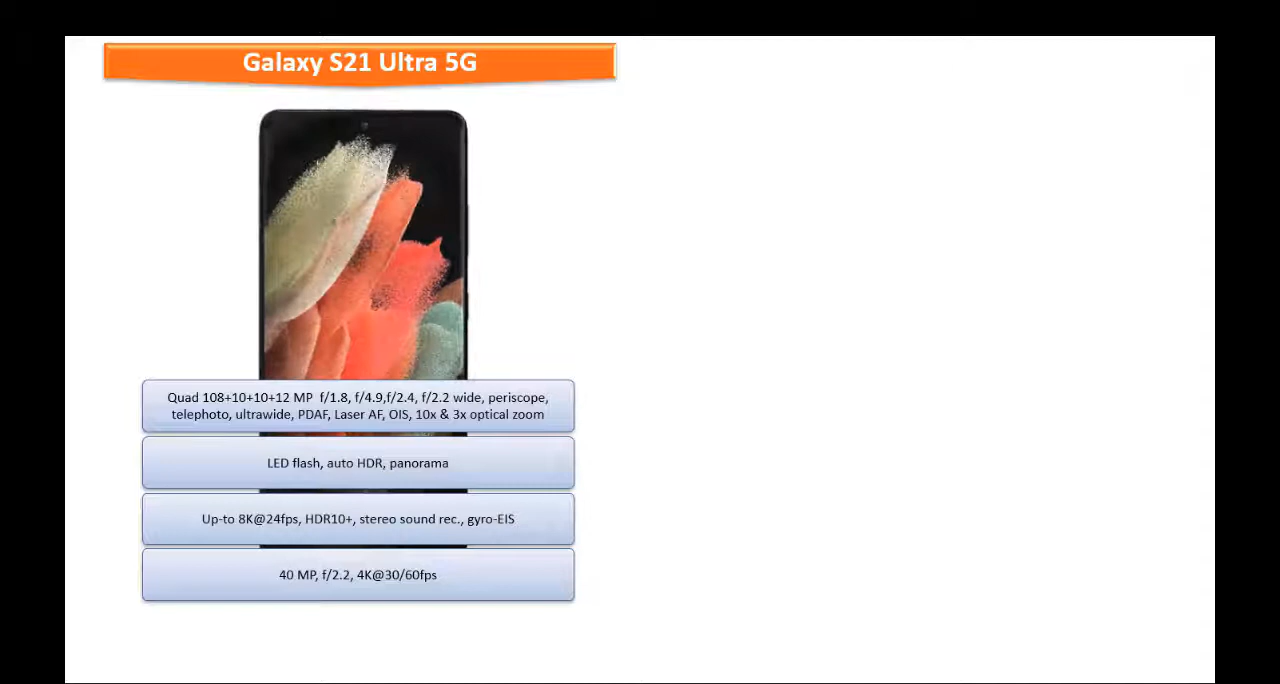 Galaxy S21 Ultra 5G
Quad 108+10+10+12 MP  f/1.8, f/4.9,f/2.4, f/2.2 wide, periscope,
telephoto, ultrawide, PDAF, Laser AF, OIS, 10x & 3x optical zoom
LED flash, auto HDR, panorama
Up-to 8K@24fps, HDR10+, stereo sound rec., gyro-EIS
40 MP, f/2.2, 4K@30/60fps